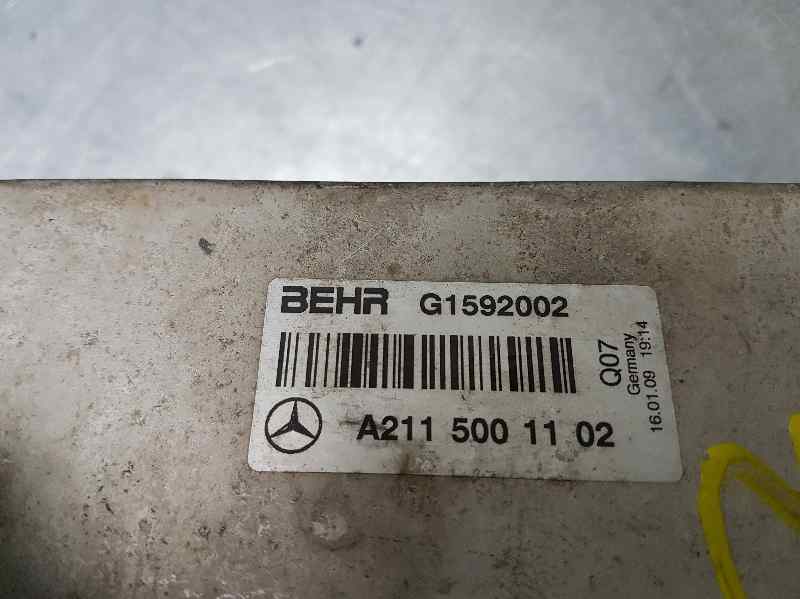 BEHR G1592002
A211 500 11 02
Q07
Germany
16.01.09 19:14